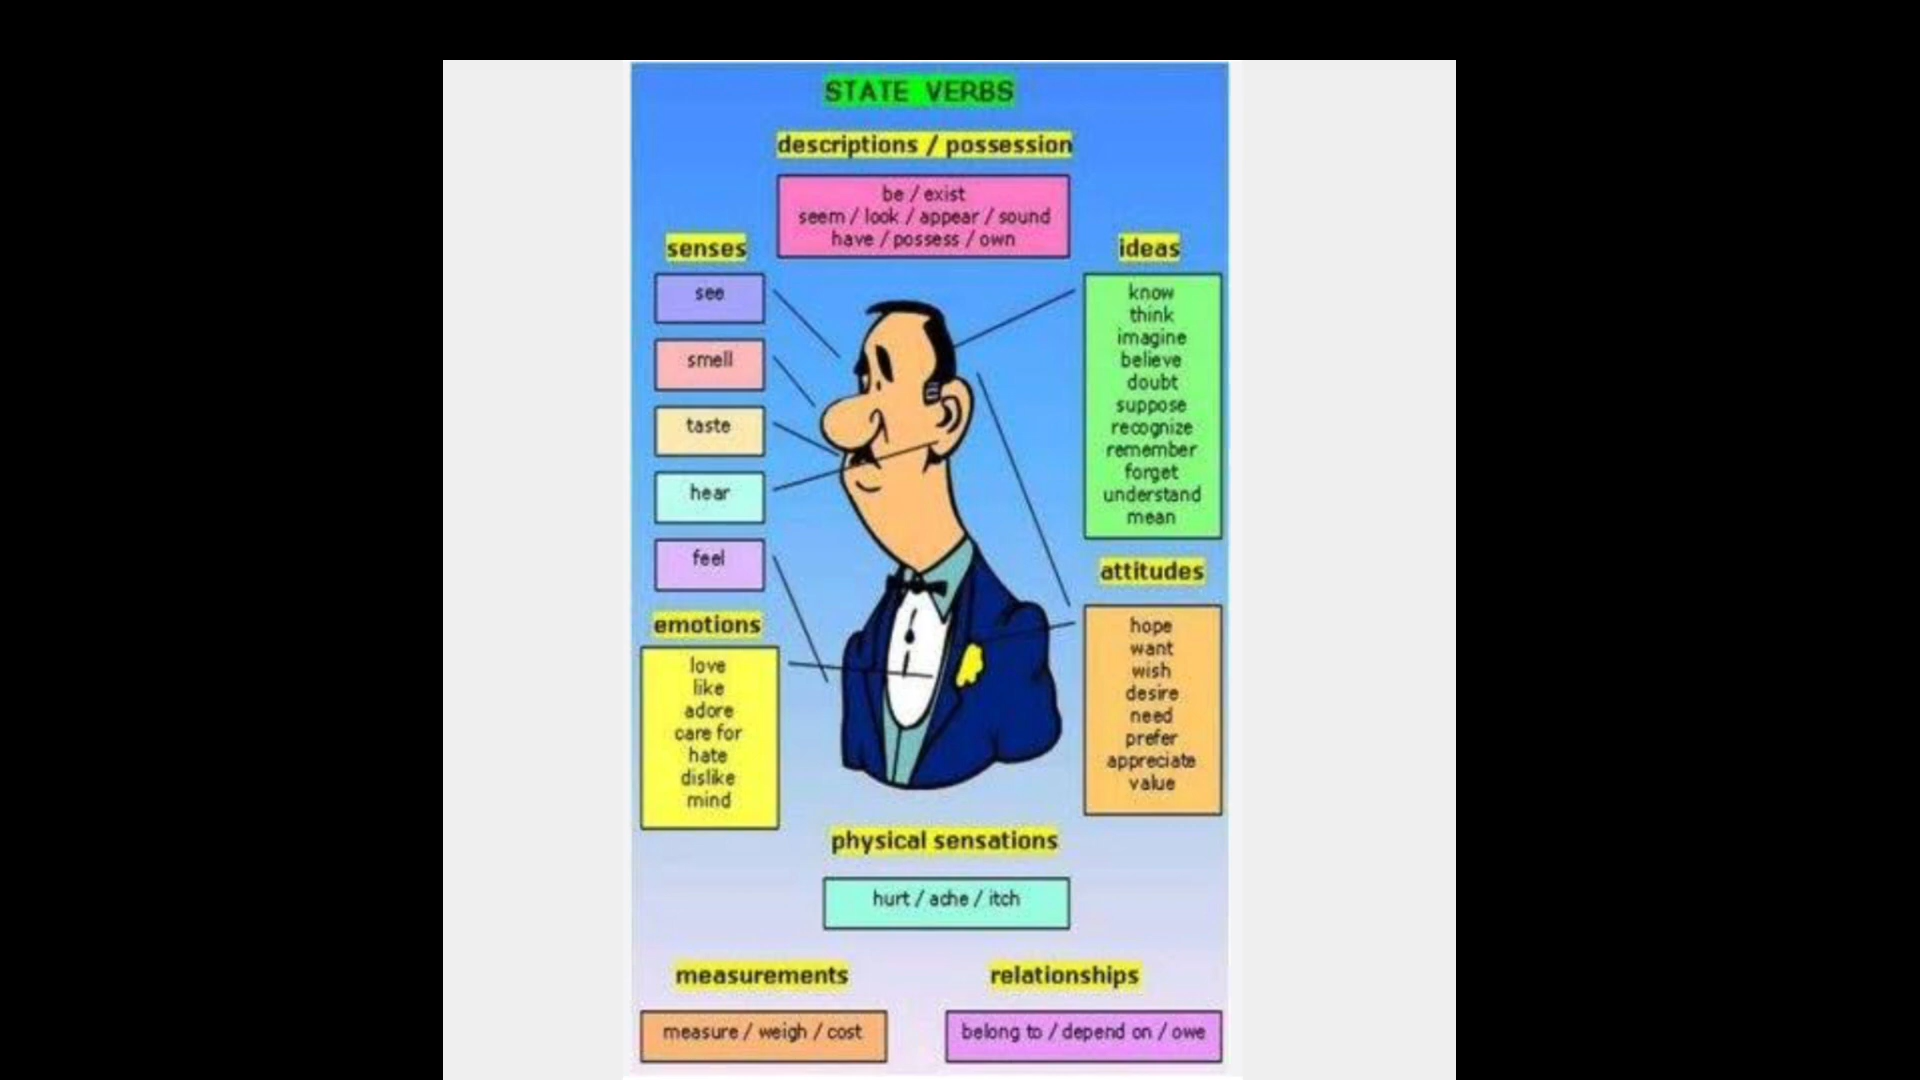 STATE VERBS
descriptions / possession
be / exist
seem / look / appear / sound
have / possess / own
senses
see
smell
taste
hear
feel
ideas
know
think
imagine
believe
doubt
suppose
recognize
remember
forget
understand
mean
emotions
love
like
adore
care for
hate
dislike
mind
attitudes
hope
want
wish
desire
need
prefer
appreciate
value
physical sensations
hurt / ache / itch
measurements
measure / weigh / cost
relationships
belong to / depend on / owe